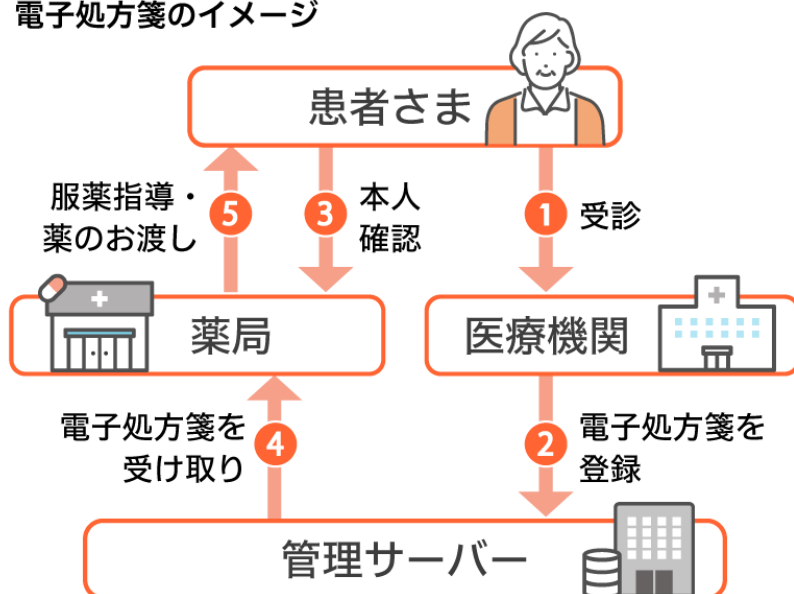 電子処方箋のイメージ
患者さま
服薬指導・
薬のお渡し
5
3
本人
確認
1
受診
薬局
医療機関
電子処方箋を
受け取り
4
2
電子処方箋を
登録
管理サーバー